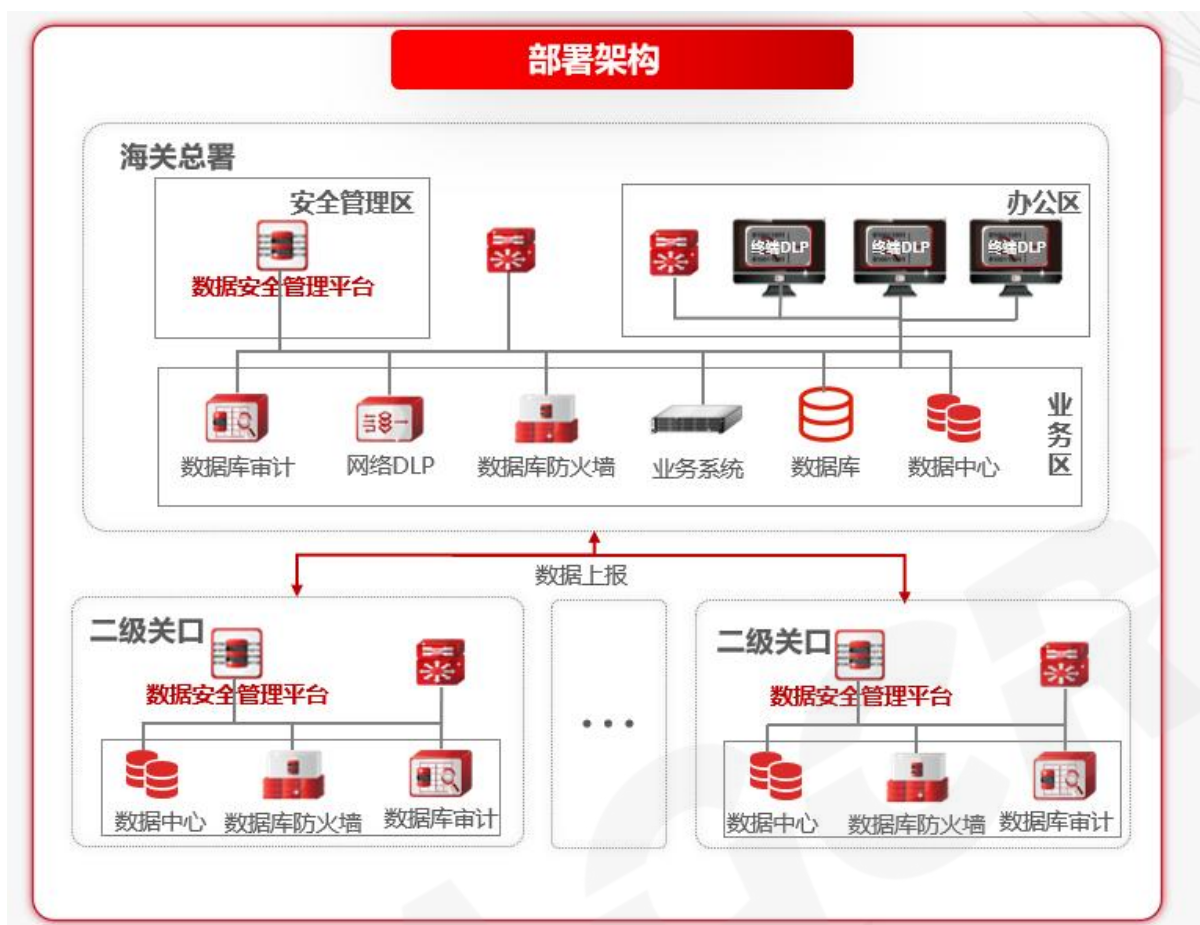 部署架构
海关总署
安全管理区
数据安全管理平台
办公区
终端DLP
终端DLP
终端DLP
业务区
数据库审计
网络DLP
数据库防火墙
业务系统
数据库
数据中心
数据上报
二级关口
数据安全管理平台
数据中心
数据库防火墙
数据库审计
...
二级关口
数据安全管理平台
数据中心
数据库防火墙
数据库审计